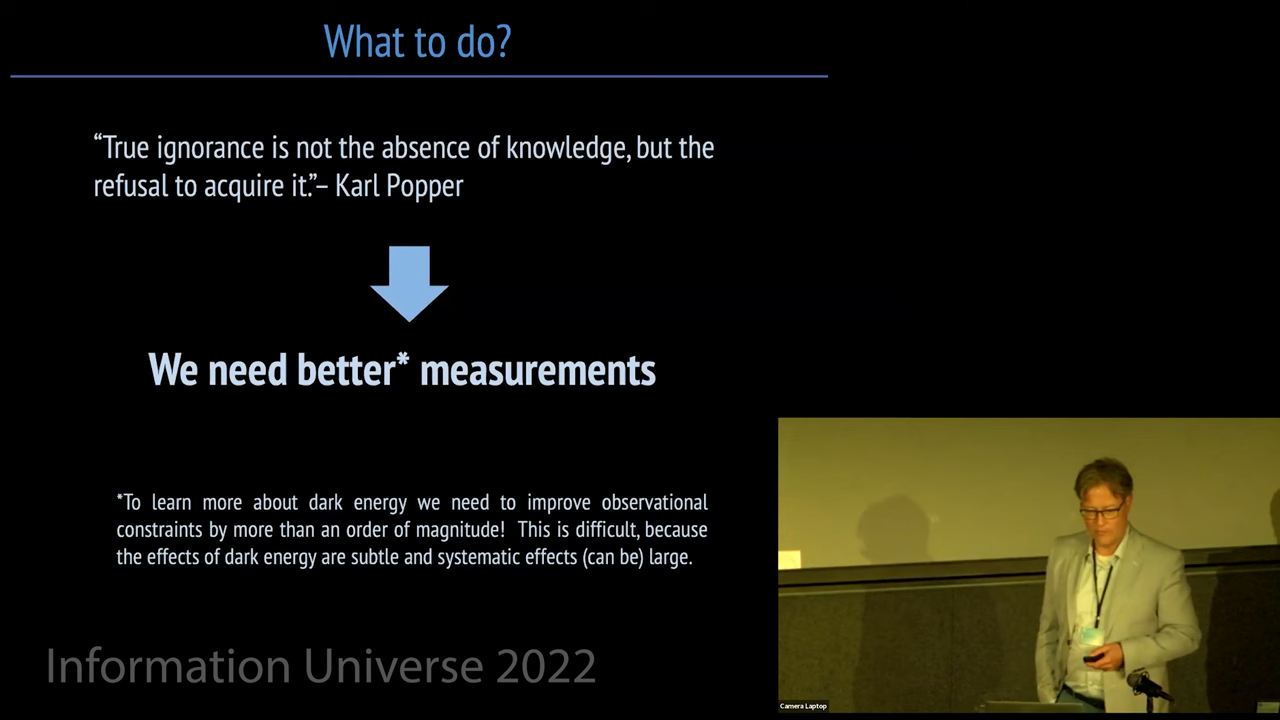 What to do?
“True ignorance is not the absence of knowledge, but the
refusal to acquire it.”– Karl Popper
We need better* measurements
*To learn more about dark energy we need to improve observational
constraints by more than an order of magnitude! This is difficult, because
the effects of dark energy are subtle and systematic effects (can be) large.
Information Universe 2022
Camera Laptop